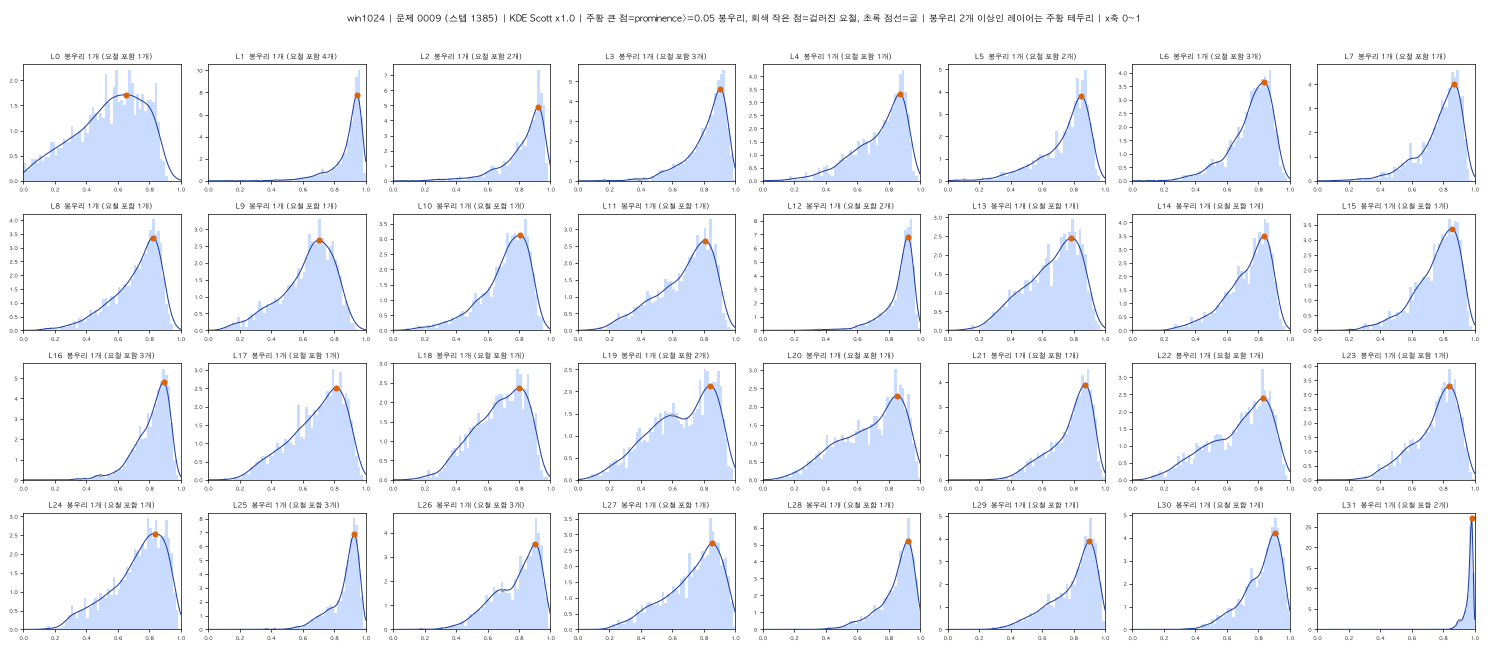 win1024 | 문제 0009 (스텝 1385) | KDE Scott x1.0 | 주황 큰 점=prominence>=0.05 봉우리, 회색 작은 점=걸러진 요철, 초록 점선=골 | 봉우리 2개 이상인 레이어는 주황 테두리 | x축 0~1
L0 봉우리 1개 (요철 포함 1개)
L1 봉우리 1개 (요철 포함 4개)
L2 봉우리 1개 (요철 포함 2개)
L3 봉우리 1개 (요철 포함 3개)
L4 봉우리 1개 (요철 포함 1개)
L5 봉우리 1개 (요철 포함 2개)
L6 봉우리 1개 (요철 포함 3개)
L7 봉우리 1개 (요철 포함 1개)
L8 봉우리 1개 (요철 포함 1개)
L9 봉우리 1개 (요철 포함 1개)
L10 봉우리 1개 (요철 포함 1개)
L11 봉우리 1개 (요철 포함 1개)
L12 봉우리 1개 (요철 포함 2개)
L13 봉우리 1개 (요철 포함 1개)
L14 봉우리 1개 (요철 포함 1개)
L15 봉우리 1개 (요철 포함 1개)
L16 봉우리 1개 (요철 포함 3개)
L17 봉우리 1개 (요철 포함 1개)
L18 봉우리 1개 (요철 포함 1개)
L19 봉우리 1개 (요철 포함 2개)
L20 봉우리 1개 (요철 포함 1개)
L21 봉우리 1개 (요철 포함 1개)
L22 봉우리 1개 (요철 포함 1개)
L23 봉우리 1개 (요철 포함 1개)
L24 봉우리 1개 (요철 포함 1개)
L25 봉우리 1개 (요철 포함 3개)
L26 봉우리 1개 (요철 포함 3개)
L27 봉우리 1개 (요철 포함 1개)
L28 봉우리 1개 (요철 포함 1개)
L29 봉우리 1개 (요철 포함 1개)
L30 봉우리 1개 (요철 포함 1개)
L31 봉우리 1개 (요철 포함 2개)